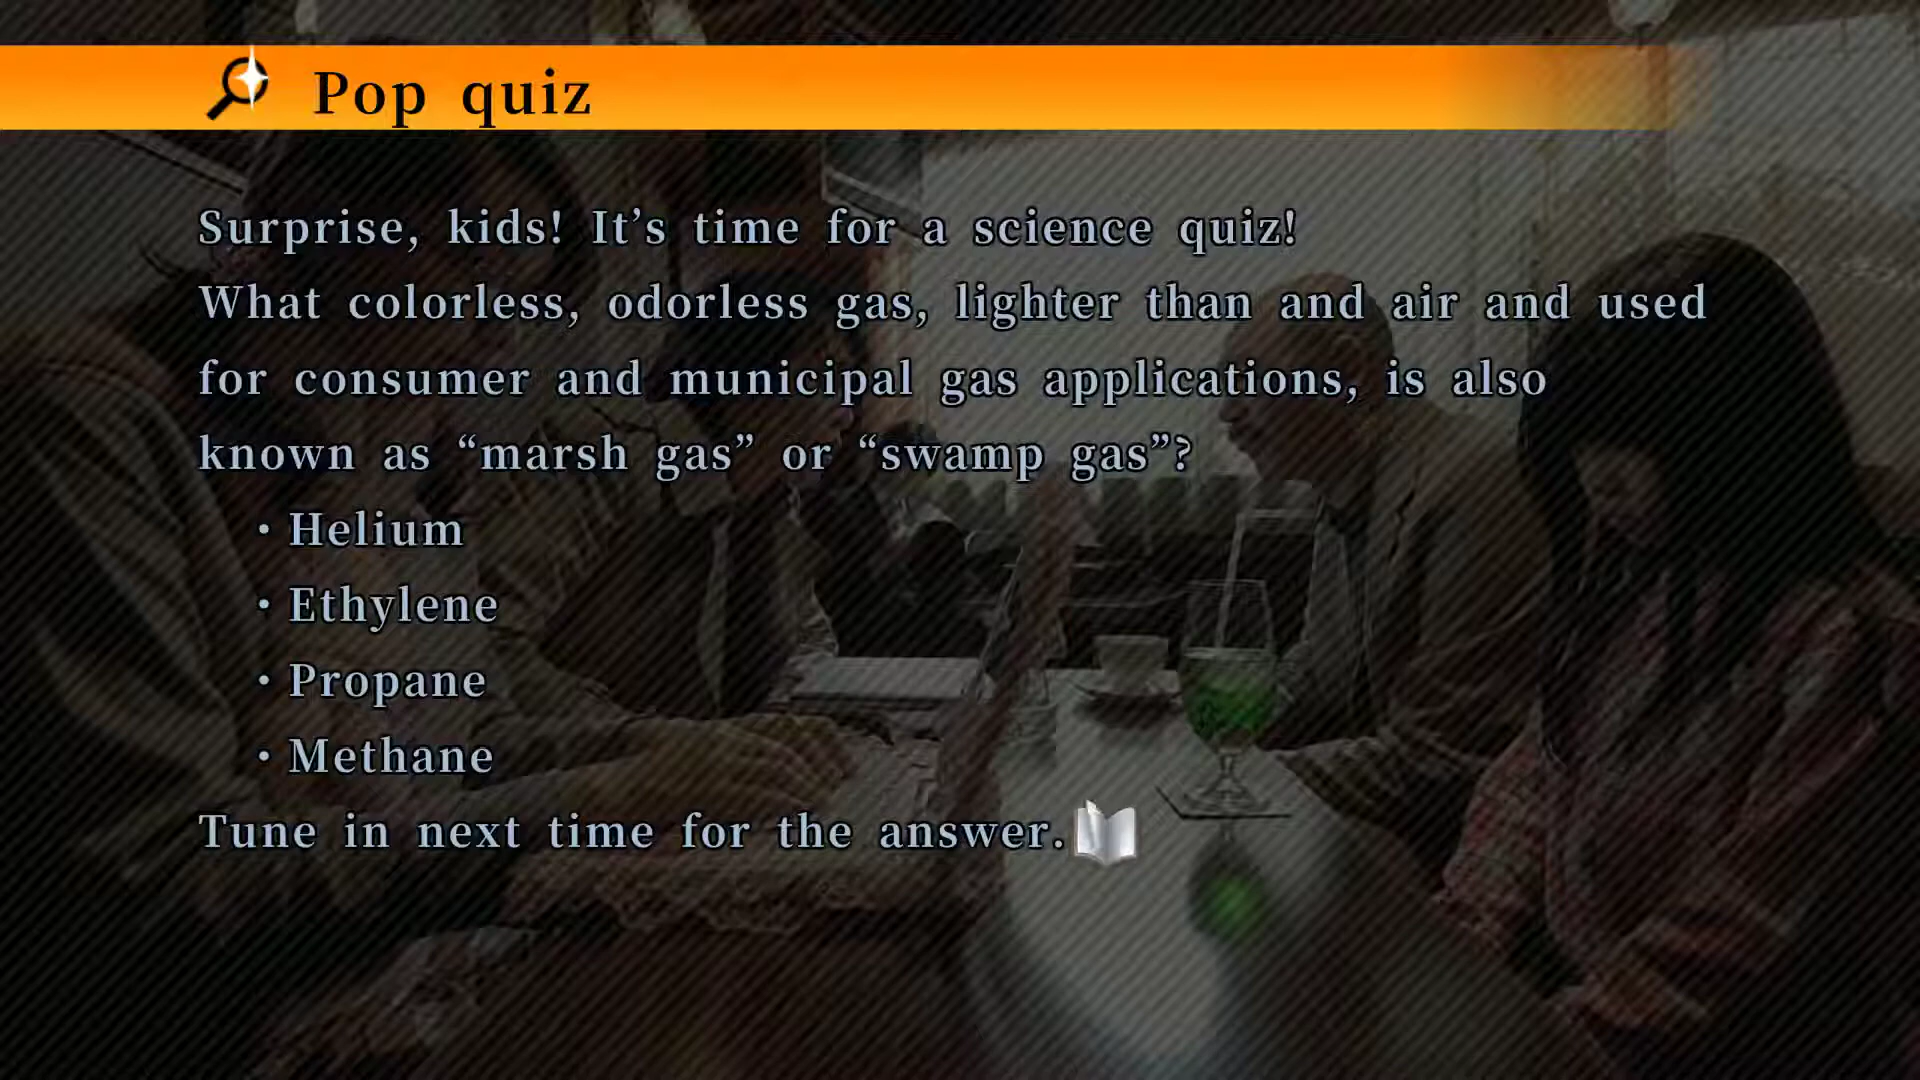 Pop quiz
Surprise, kids! It’s time for a science quiz!
What colorless, odorless gas, lighter than and air and used
for consumer and municipal gas applications, is also
known as “marsh gas” or “swamp gas”?
・Helium
・Ethylene
・Propane
・Methane
Tune in next time for the answer.